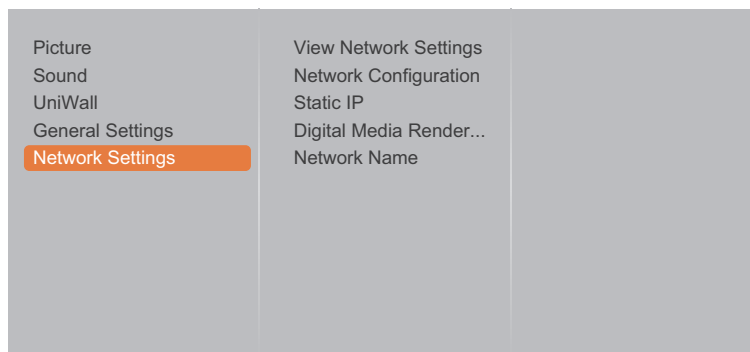 Picture
Sound
UniWall
General Settings
Network Settings
View Network Settings
Network Configuration
Static IP
Digital Media Render...
Network Name